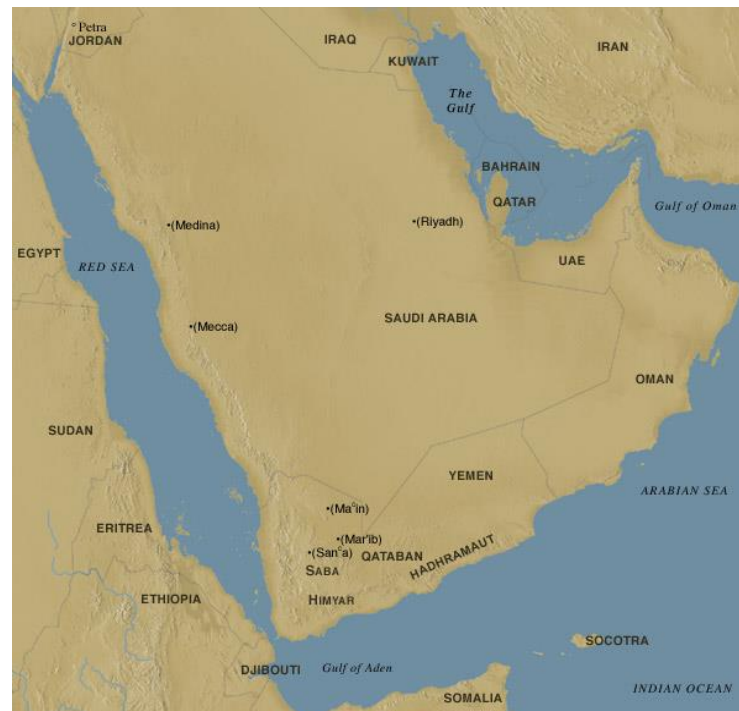 ° Petra
JORDAN
IRAQ
KUWAIT
IRAN
The
Gulf
BAHRAIN
QATAR
Gulf of Oman
•(Medina)
•(Riyadh)
EGYPT
RED SEA
UAE
•(Mecca)
SAUDI ARABIA
OMAN
SUDAN
YEMEN
ARABIAN SEA
•(Maʿin)
ERITREA
•(Mar'ib)
•(Sanʿa)
QATABAN
HADHRAMAUT
SABA
ETHIOPIA
HIMYAR
SOCOTRA
DJIBOUTI
Gulf of Aden
SOMALIA
INDIAN OCEAN